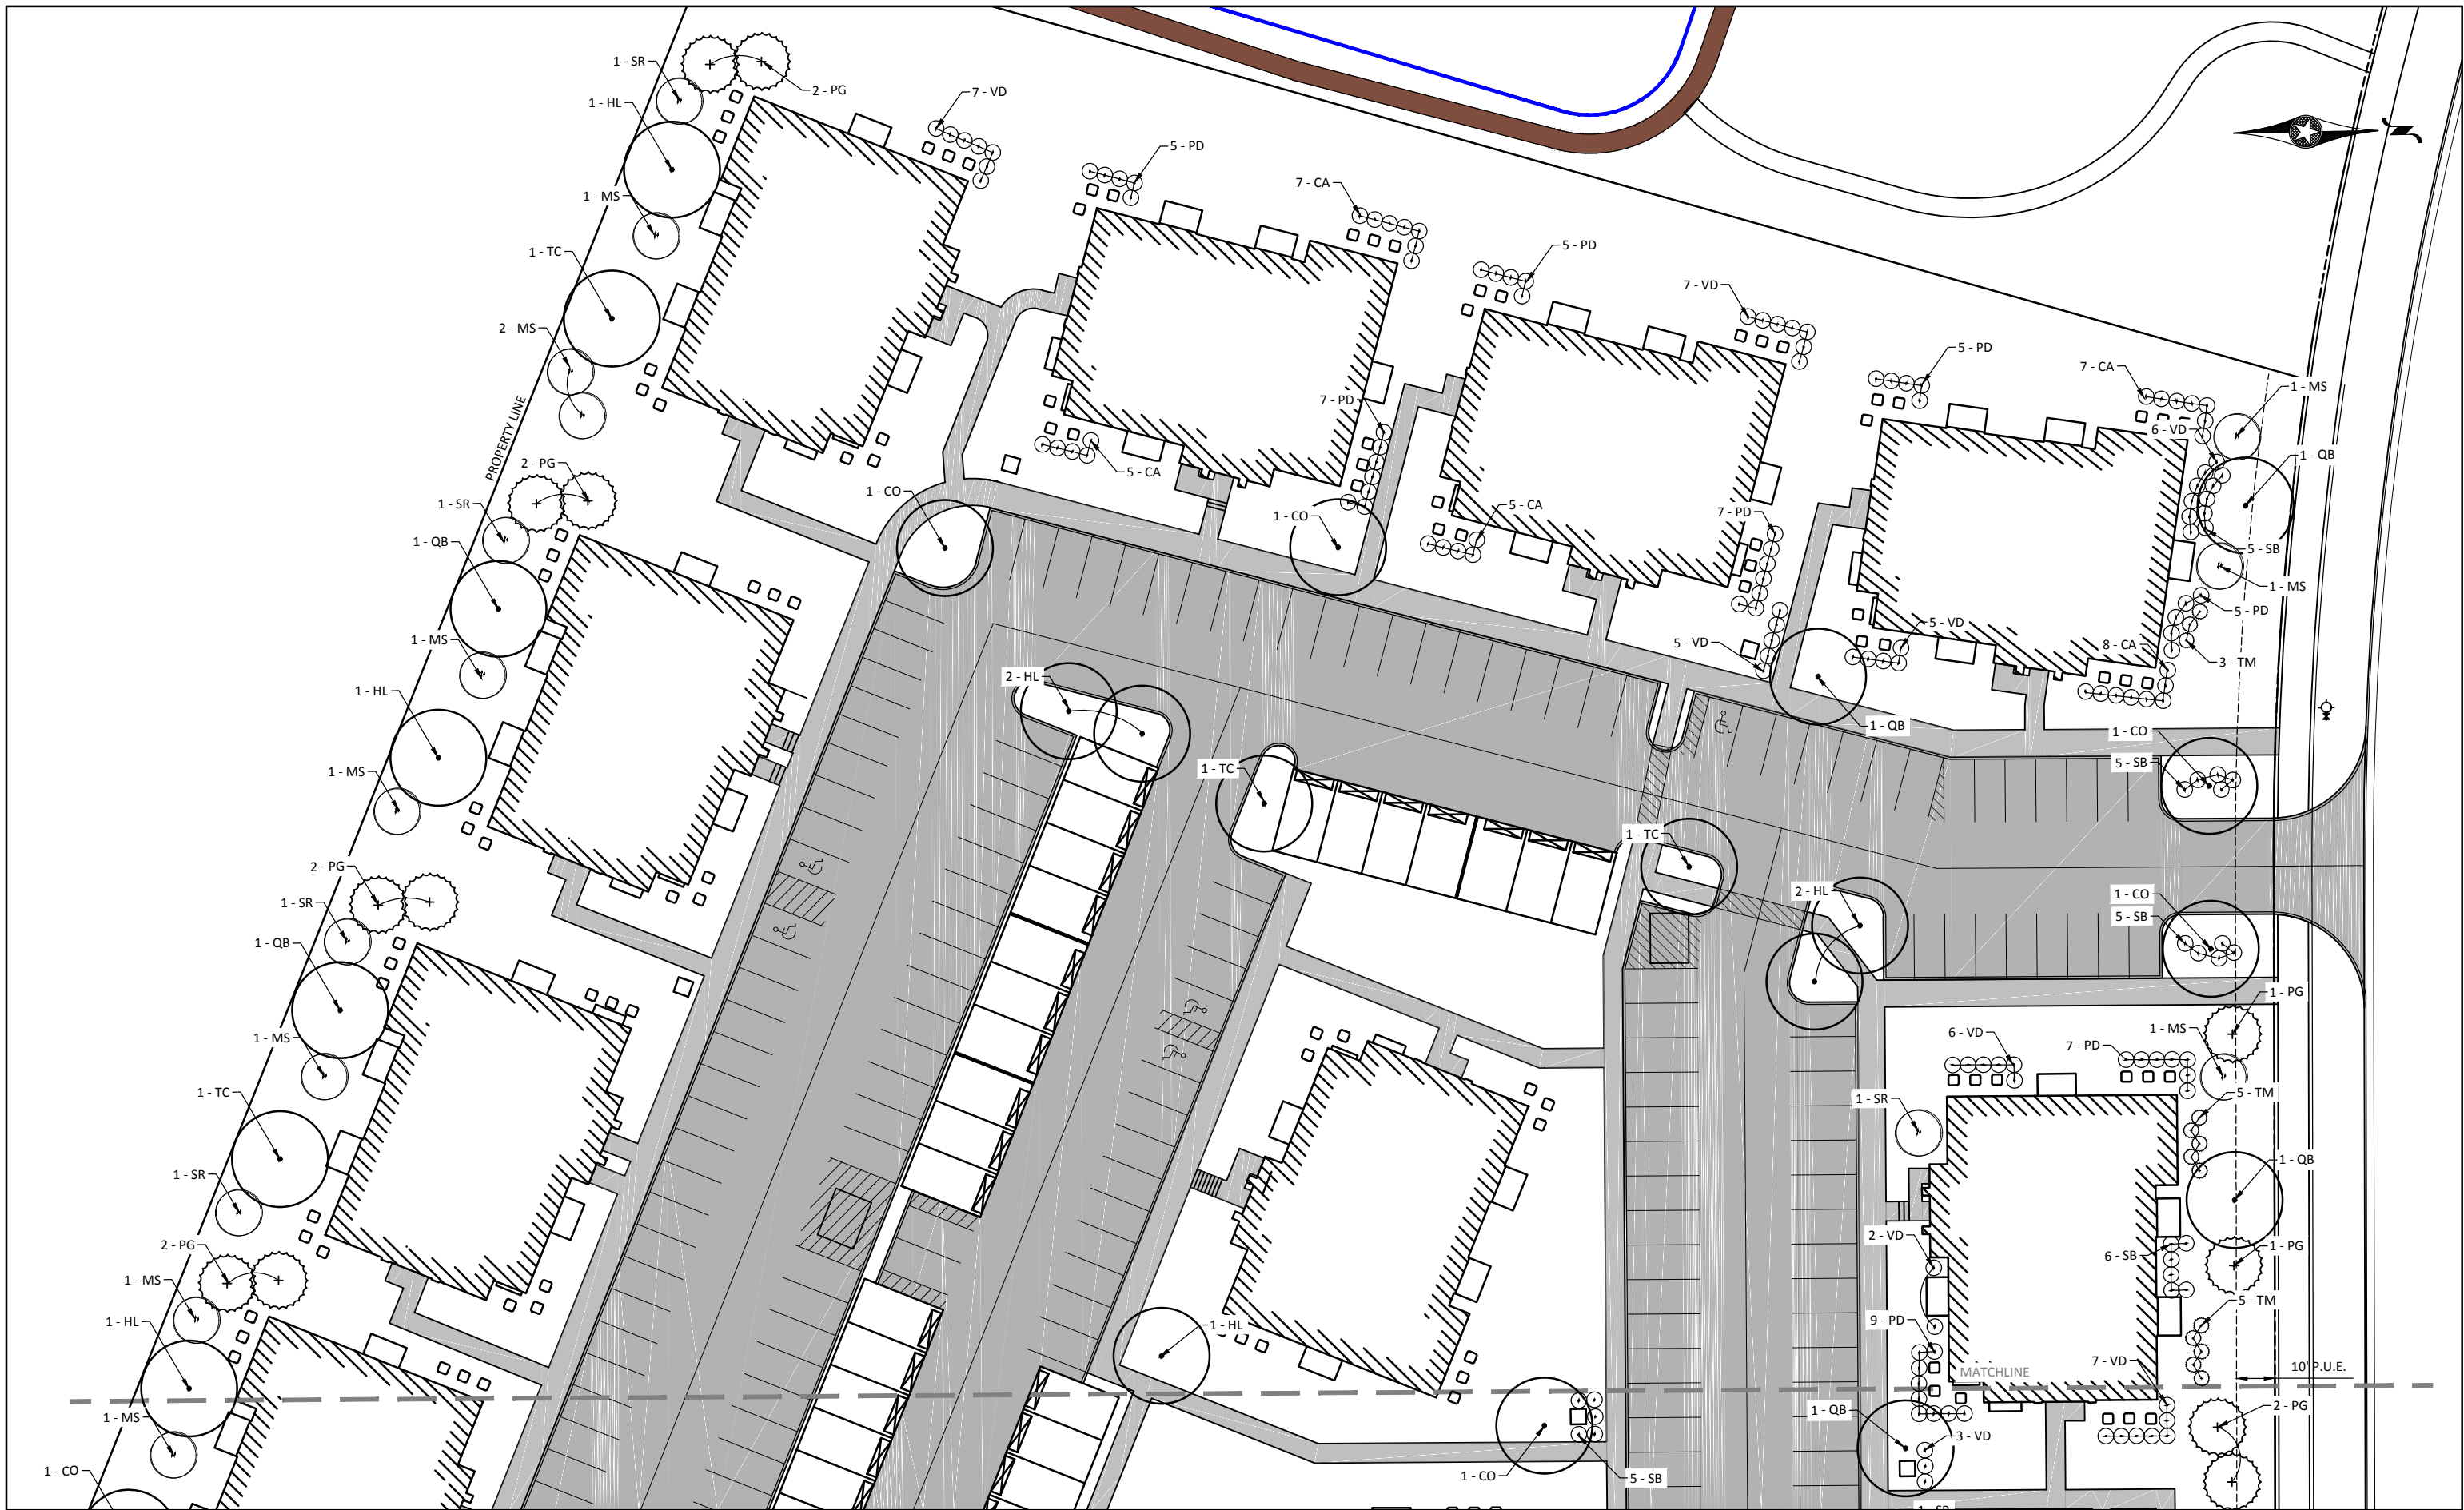 1 - SR
2 - PG
7 - VD
1 - HL
5 - PD
7 - CA
1 - MS
5 - PD
1 - TC
7 - VD
2 - MS
5 - PD
7 - CA
1 - MS
PROPERTY LINE
7 - PD
6 - VD
1 - QB
2 - PG
5 - CA
1 - CO
1 - SR
5 - CA
7 - PD
1 - CO
1 - QB
5 - SB
1 - MS
5 - PD
1 - MS
5 - VD
5 - VD
8 - CA
3 - TM
2 - HL
1 - HL
1 - QB
1 - CO
1 - TC
5 - SB
1 - MS
1 - TC
2 - PG
2 - HL
1 - CO
1 - SR
5 - SB
1 - QB
1 - PG
1 - MS
6 - VD
1 - MS
7 - PD
1 - TC
5 - TM
1 - SR
1 - QB
1 - SR
2 - PG
2 - VD
6 - SB
1 - PG
1 - MS
5 - TM
1 - HL
1 - HL
9 - PD
7 - VD
10' P.U.E.
MATCHLINE
1 - MS
1 - QB
2 - PG
3 - VD
1 - CO
1 - CO
5 - SB
1 - SR